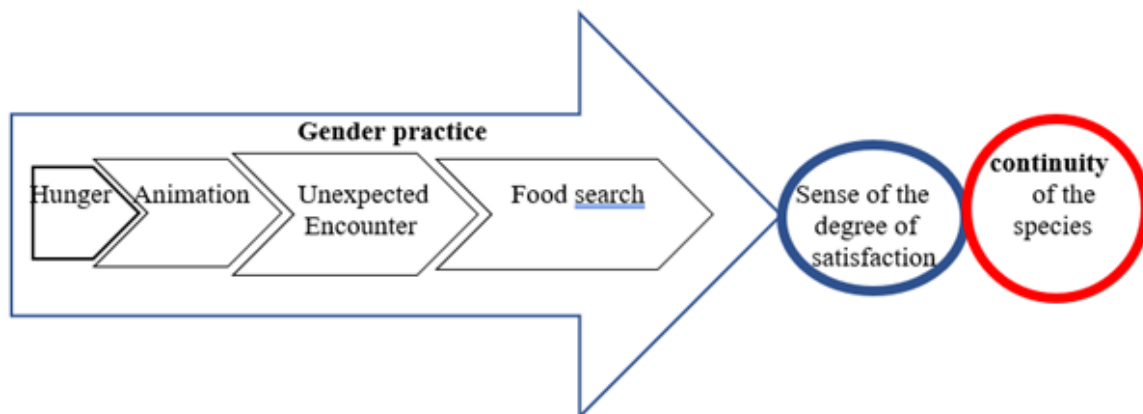 Gender practice
Hunger
Animation
Unexpected
Encounter
Food search
Sense of the
degree of
satisfaction
continuity
of the
species